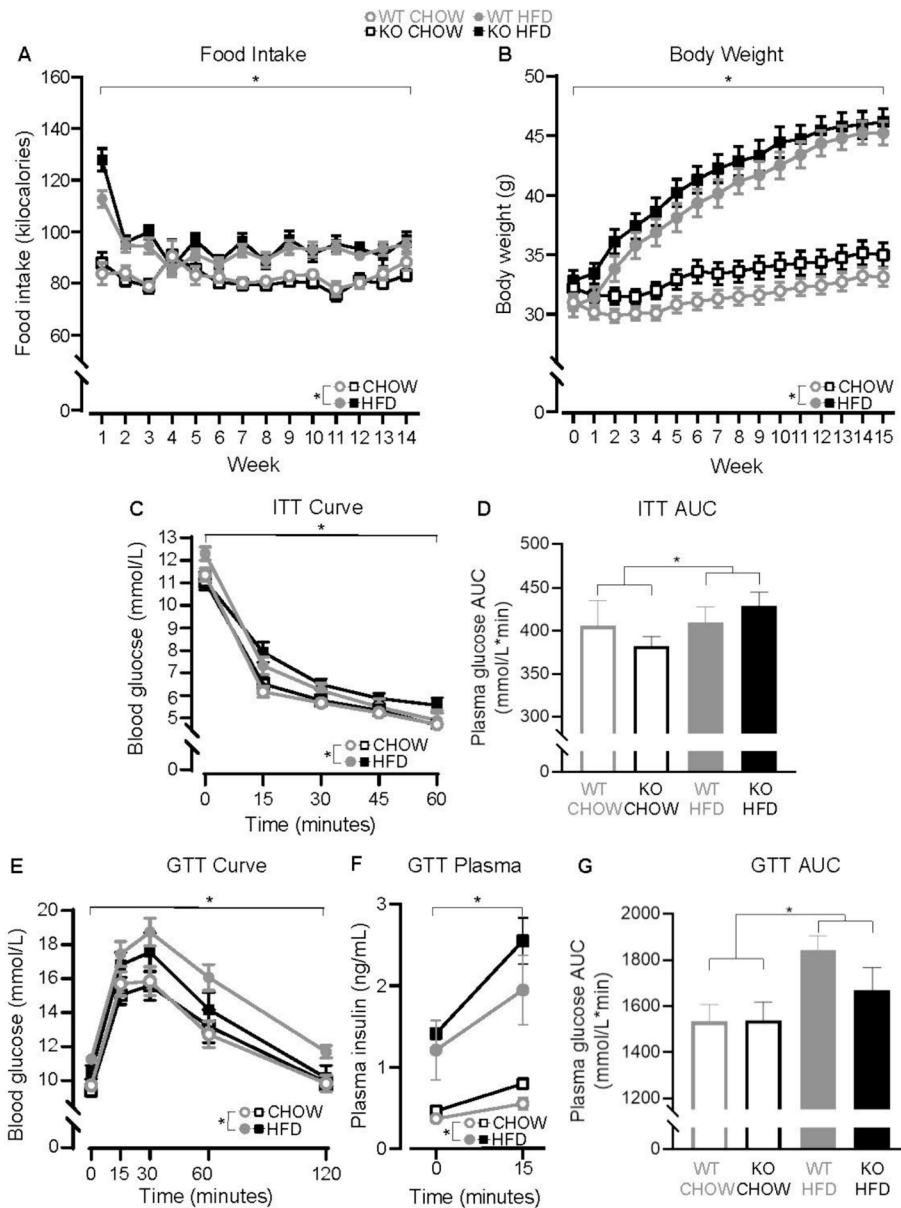 WT CHOW WT HFD
KO CHOW KO HFD
A Food Intake
*
Food intake (kilocalories)
160
140
120
100
80
60
0
* CHOW
HFD
1 2 3 4 5 6 7 8 9 10 11 12 13 14
Week
B Body Weight
*
Body weight (g)
50
45
40
35
30
0
* CHOW
HFD
0 1 2 3 4 5 6 7 8 9 10 11 12 13 14 15
Week
C ITT Curve
*
Blood glucose (mmol/L)
13
12
11
10
9
8
7
6
5
0
* CHOW
HFD
0 15 30 45 60
Time (minutes)
D ITT AUC
*
Plasma glucose AUC
(mmol/L*min)
500
450
400
350
300
0
WT KO WT KO
CHOW CHOW HFD HFD
E GTT Curve
*
Blood glucose (mmol/L)
20
18
16
14
12
10
0
* CHOW
HFD
0 15 30 60 120
Time (minutes)
F GTT Plasma
*
Plasma insulin (ng/mL)
3
2
1
0
* CHOW
HFD
0 15
Time (minutes)
G GTT AUC
*
Plasma glucose AUC
(mmol/L*min)
2000
1800
1600
1400
1200
0
WT KO WT KO
CHOW CHOW HFD HFD